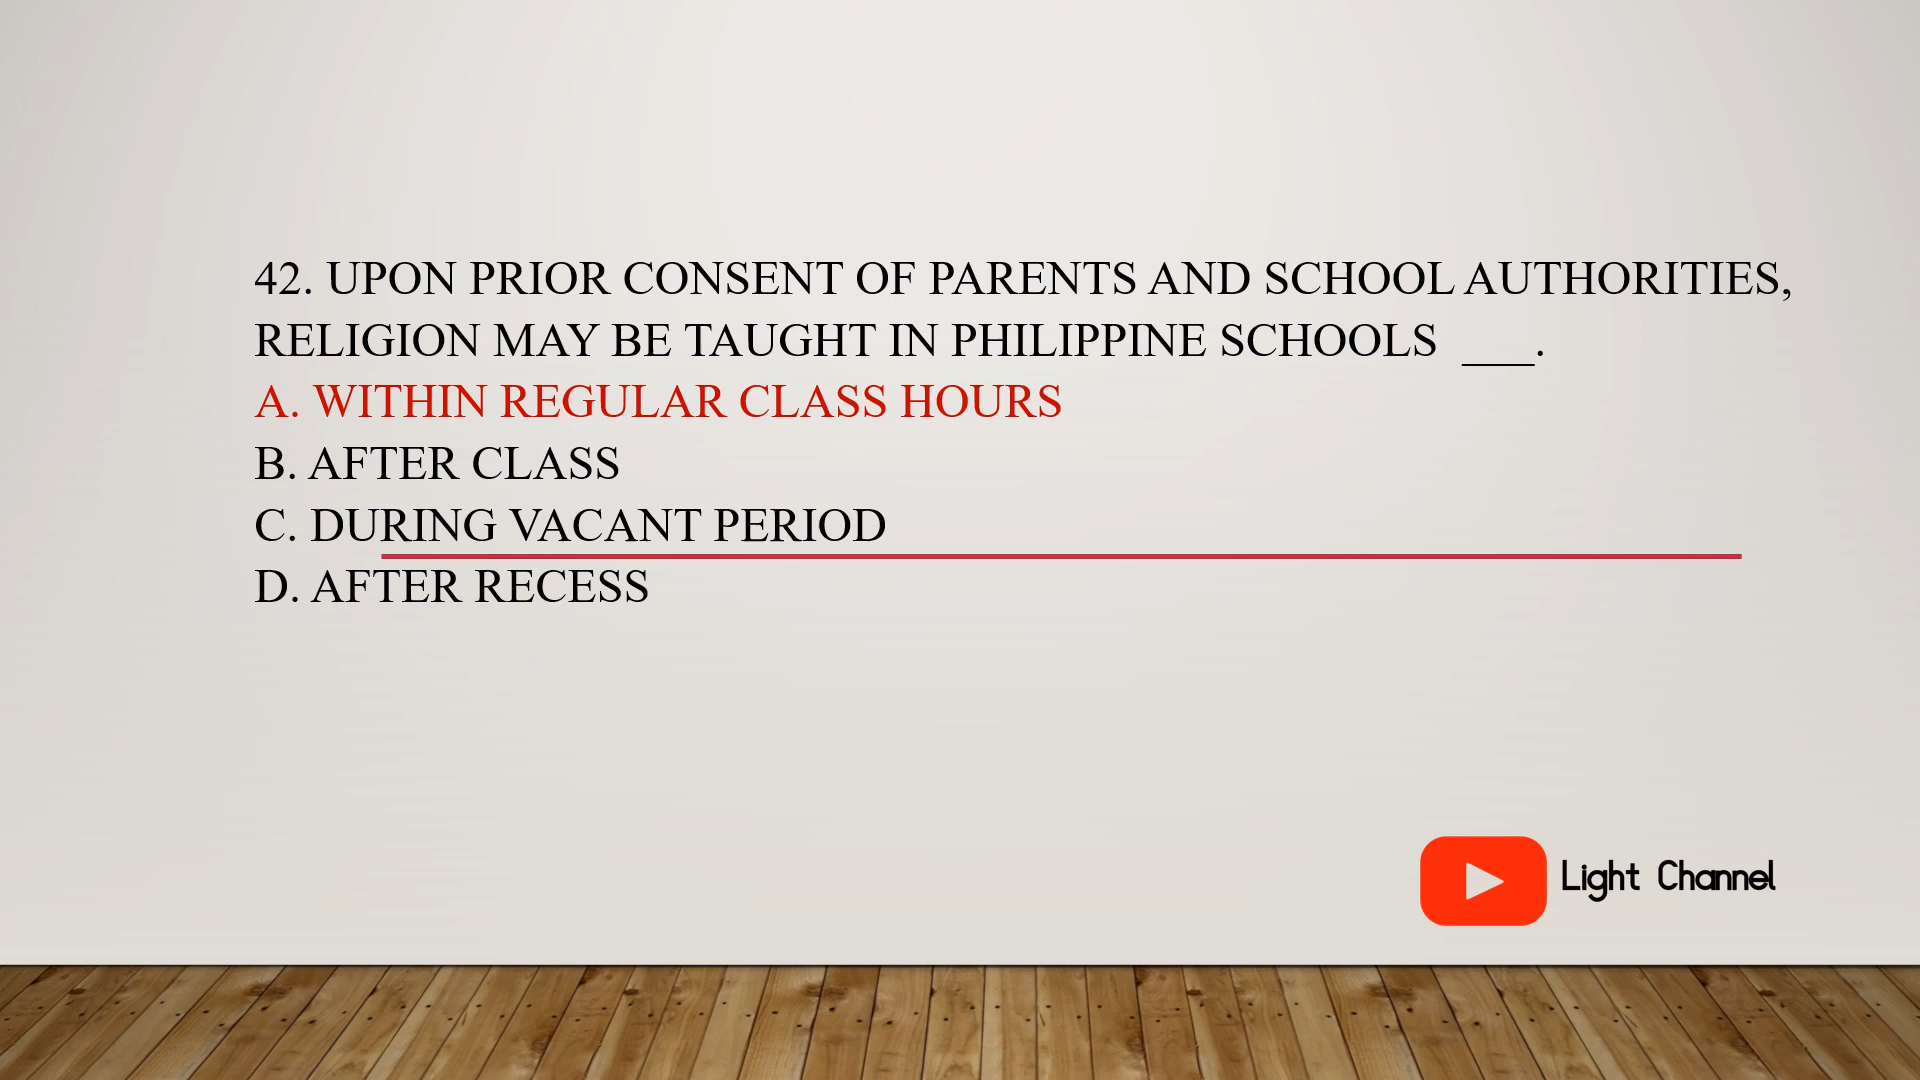 42. UPON PRIOR CONSENT OF PARENTS AND SCHOOL AUTHORITIES,
RELIGION MAY BE TAUGHT IN PHILIPPINE SCHOOLS ___.
A. WITHIN REGULAR CLASS HOURS
B. AFTER CLASS
C. DURING VACANT PERIOD
D. AFTER RECESS
Light Channel